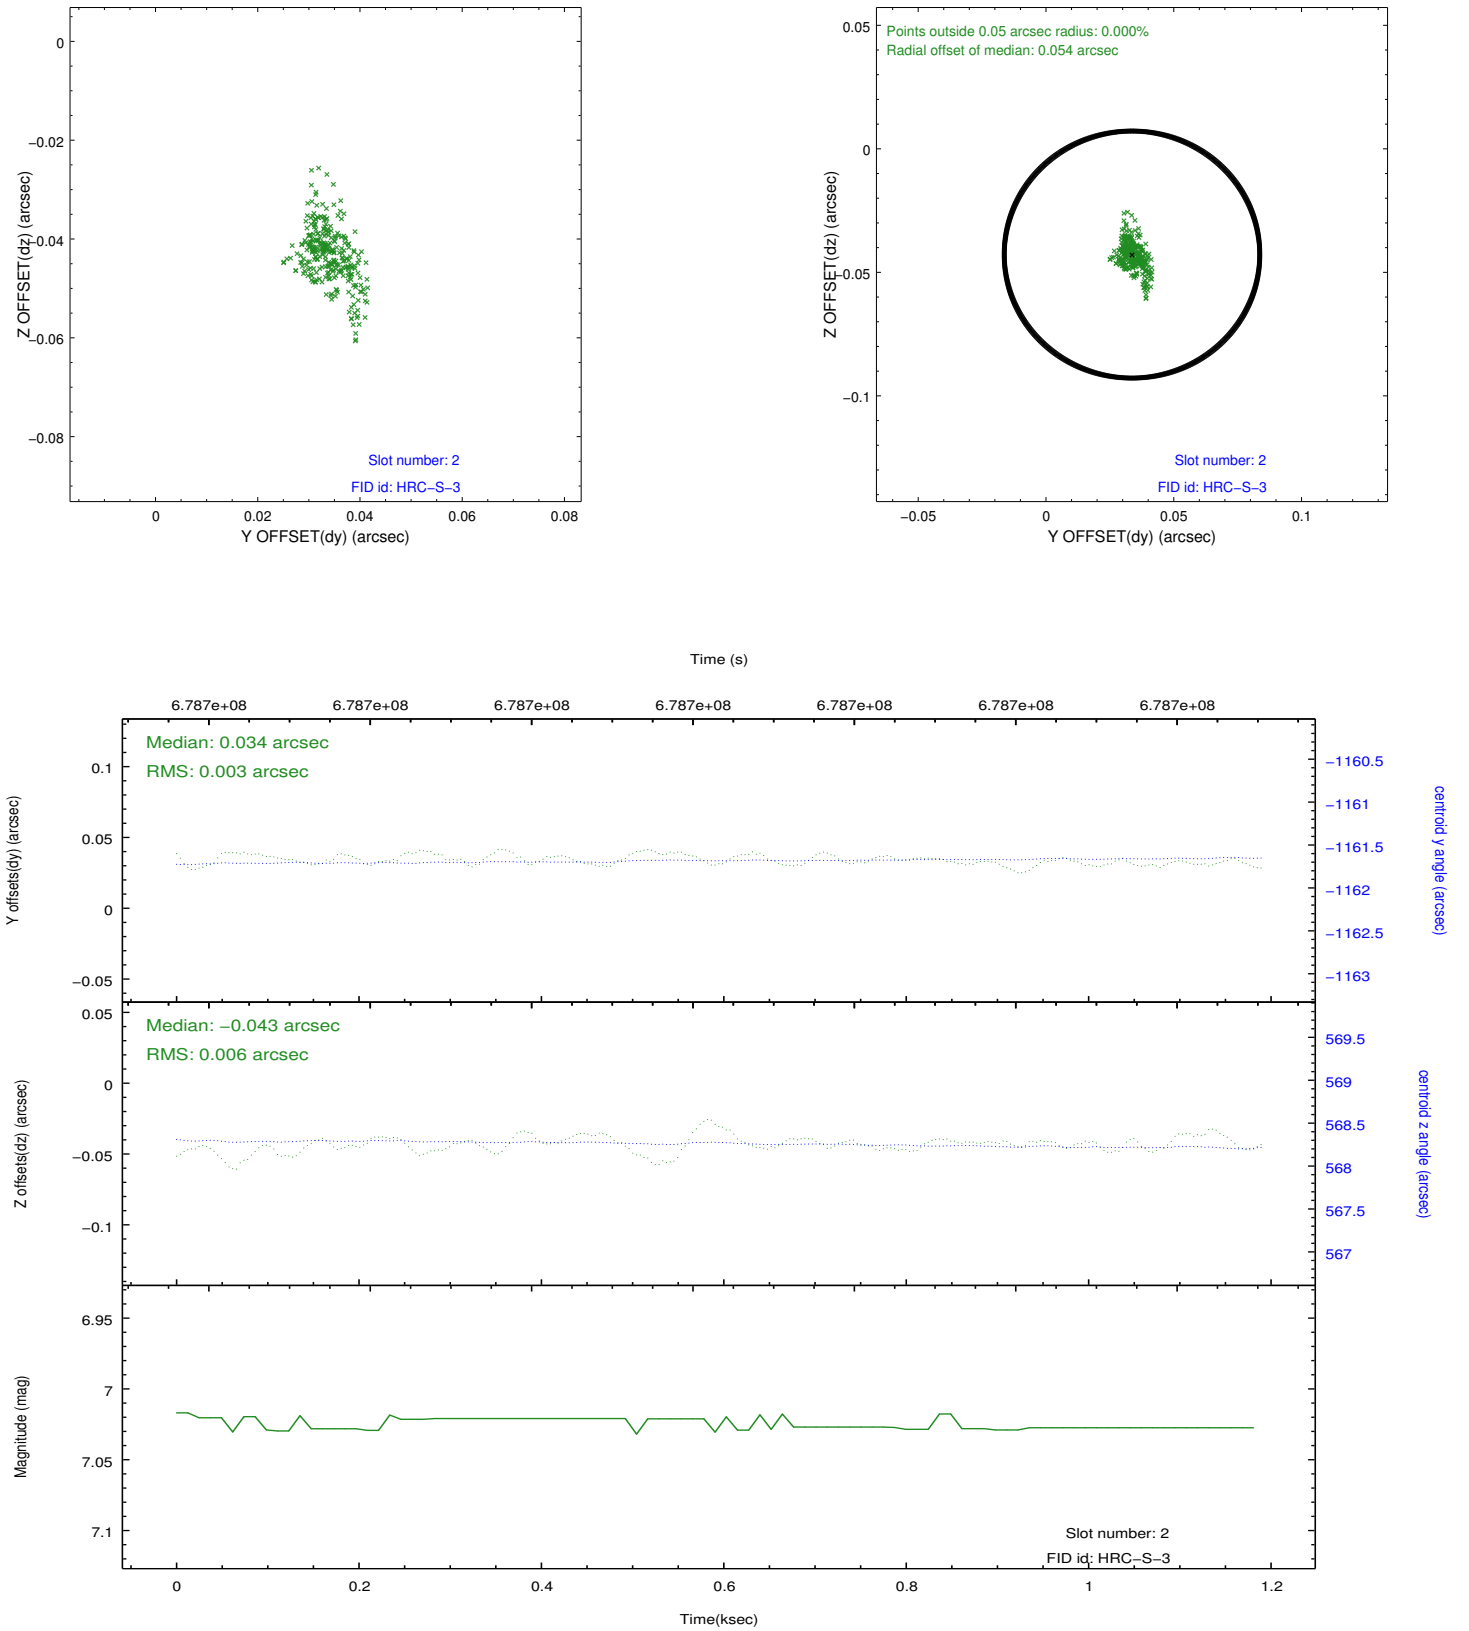 0
−0.02
−0.04
−0.06
−0.08
Z OFFSET(dz) (arcsec)
Slot number: 2
FID id: HRC−S−3
0
0.02
0.04
0.06
0.08
Y OFFSET(dy) (arcsec)
0.05
0
−0.05
−0.1
Z OFFSET(dz) (arcsec)
Points outside 0.05 arcsec radius: 0.000%
Radial offset of median: 0.054 arcsec
Slot number: 2
FID id: HRC−S−3
−0.05
0
0.05
0.1
Y OFFSET(dy) (arcsec)
Time (s)
6.787e+08
6.787e+08
6.787e+08
6.787e+08
6.787e+08
6.787e+08
6.787e+08
Median: 0.034 arcsec
RMS: 0.003 arcsec
0.1
0.05
0
−0.05
Y offsets(dy) (arcsec)
−1160.5
−1161
−1161.5
−1162
−1162.5
−1163
centroid y angle (arcsec)
Median: −0.043 arcsec
RMS: 0.006 arcsec
0.05
0
−0.05
−0.1
Z offsets(dz) (arcsec)
569.5
569
568.5
568
567.5
567
centroid z angle (arcsec)
6.95
7
7.05
7.1
Magnitude (mag)
Slot number: 2
FID id: HRC−S−3
0
0.2
0.4
0.6
0.8
1
1.2
Time(ksec)